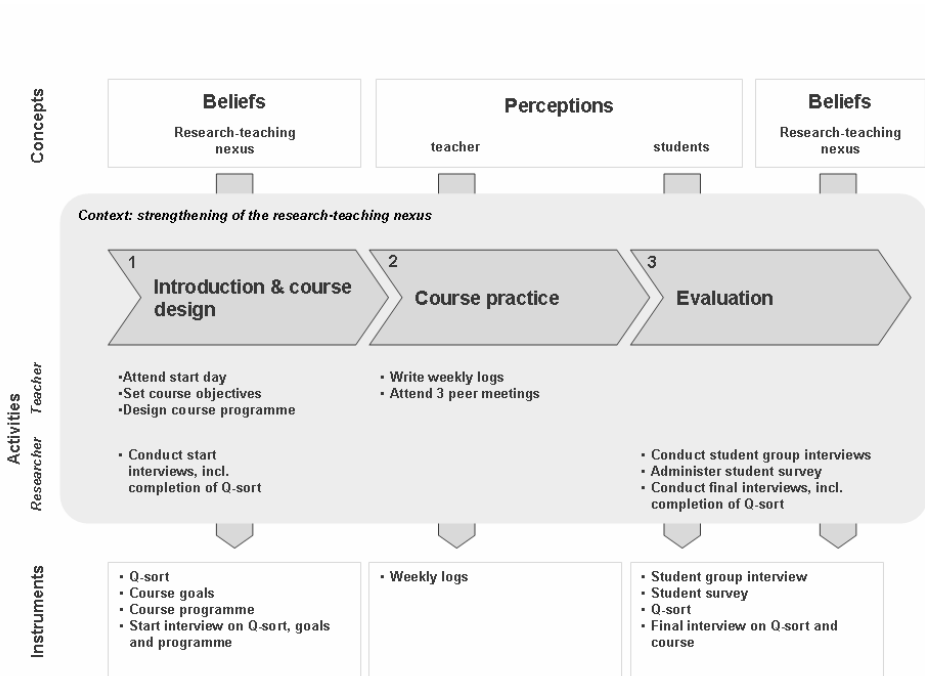 Concepts
Beliefs
Research-teaching
nexus
Perceptions
teacher
students
Beliefs
Research-teaching
nexus
Context: strengthening of the research-teaching nexus
1
Introduction & course
design
2
Course practice
3
Evaluation
Activities
Teacher
•Attend start day
•Set course objectives
•Design course programme
• Write weekly logs
• Attend 3 peer meetings
Researcher
• Conduct start
interviews, incl.
completion of Q-sort
• Conduct student group interviews
• Administer student survey
• Conduct final interviews, incl.
completion of Q-sort
Instruments
• Q-sort
• Course goals
• Course programme
• Start interview on Q-sort, goals
and programme
• Weekly logs
• Student group interview
• Student survey
• Q-sort
• Final interview on Q-sort and
course